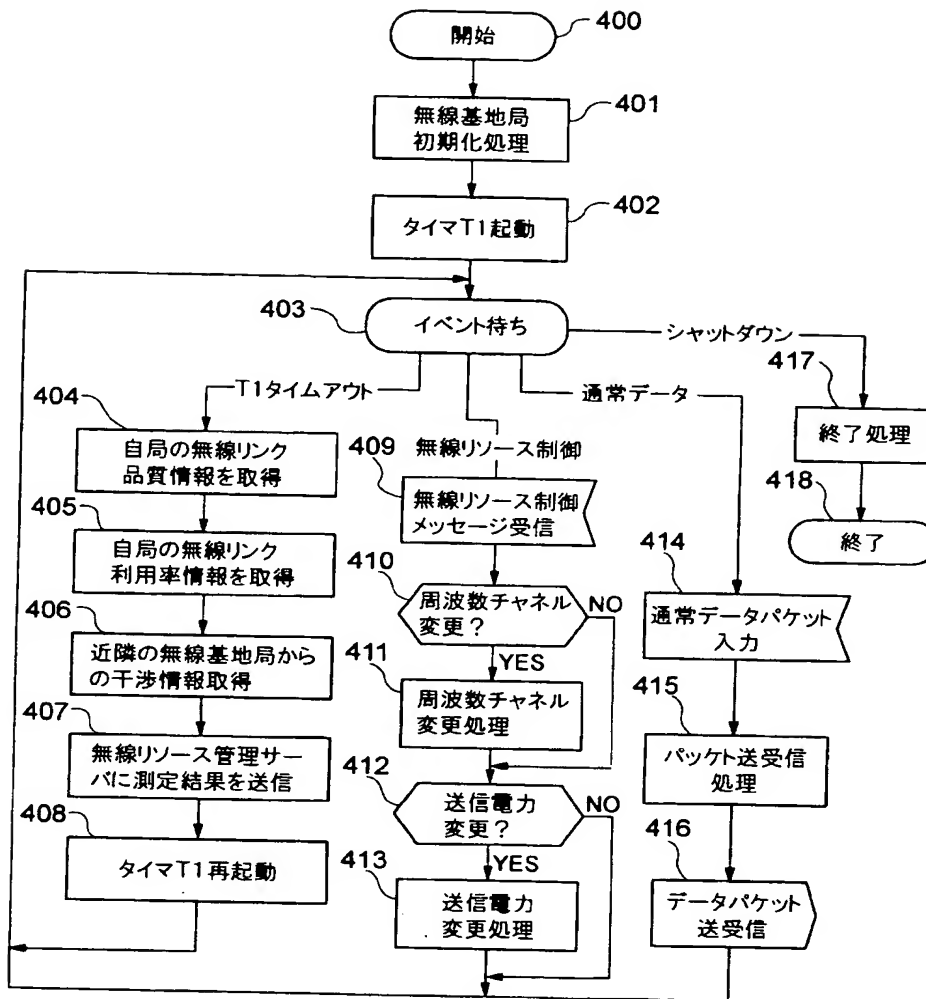 開始
400
無線基地局
初期化処理
401
タイマT1起動
402
403
イベント待ち
シャットダウン
T1タイムアウト
通常データ
無線リソース制御
404
自局の無線リンク
品質情報を取得
405
自局の無線リンク
利用率情報を取得
406
近隣の無線基地局から
の干渉情報取得
407
無線リソース管理サー
バに測定結果を送信
408
タイマT1再起動
409
無線リソース制御
メッセージ受信
410
周波数チャネル
変更？
NO
YES
411
周波数チャネル
変更処理
412
送信電力
変更？
NO
YES
413
送信電力
変更処理
414
通常データパケット
入力
415
パッケト送受信
処理
416
データパケット
送受信
417
終了処理
418
終了